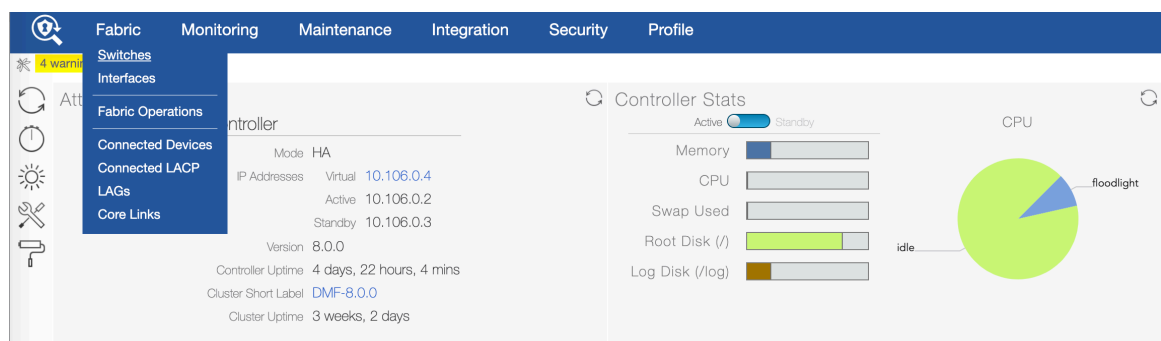 Fabric Monitoring Maintenance Integration Security Profile
4 warnin
Switches
Interfaces
Fabric Operations
Connected Devices
Connected LACP
LAGs
Core Links
Att
ntroller
Mode HA
IP Addresses Virtual 10.106.0.4
Active 10.106.0.2
Standby 10.106.0.3
Version 8.0.0
Controller Uptime 4 days, 22 hours, 4 mins
Cluster Short Label DMF-8.0.0
Cluster Uptime 3 weeks, 2 days
Controller Stats
Active Standby
Memory
CPU
Swap Used
Root Disk (/)
Log Disk (/log)
CPU
floodlight
idle